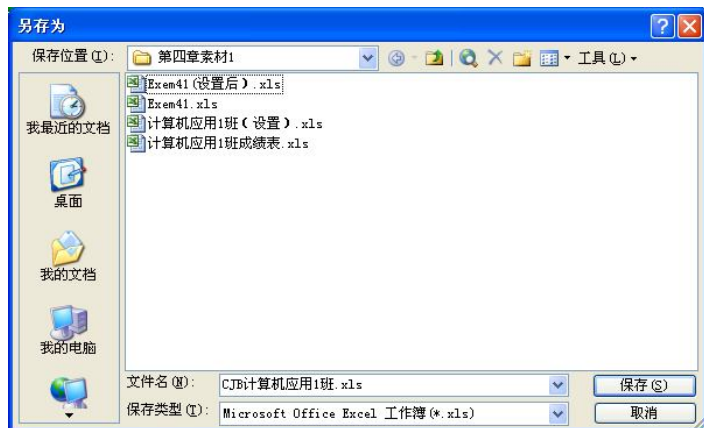 另存为
保存位置(I): 第四章素材1 工具(L)
Exem41(设置后).xls
Exem41.xls
计算机应用1班(设置).xls
计算机应用1班成绩表.xls
我最近的文档
桌面
我的文档
我的电脑
文件名(N): CJB计算机应用1班.xls 保存(S)
保存类型(T): Microsoft Office Excel 工作簿(*.xls) 取消